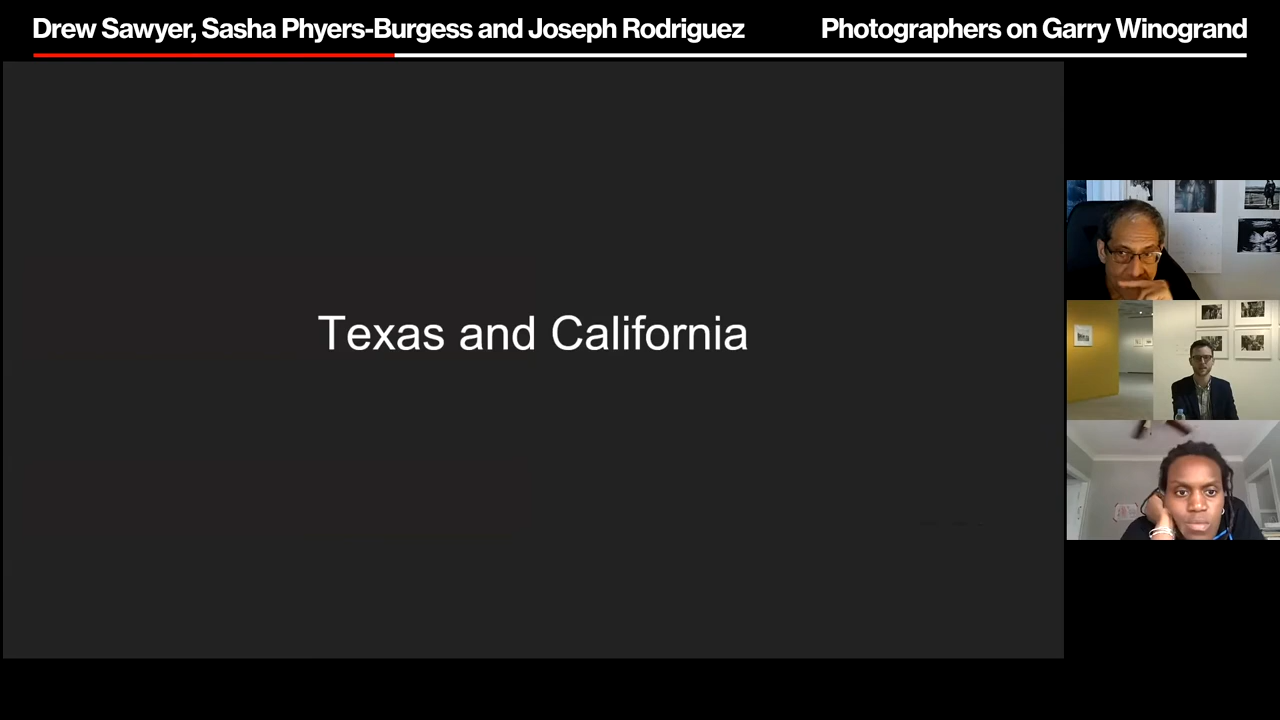 Drew Sawyer, Sasha Phyers-Burgess and Joseph Rodriguez
Photographers on Garry Winogrand
Texas and California